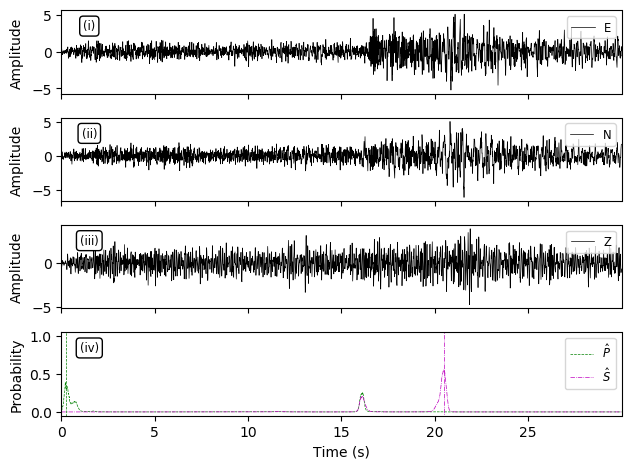 5
0
−5
Amplitude
(i)
E
5
0
−5
Amplitude
(ii)
N
0
−5
Amplitude
(iii)
Z
1.0
0.5
0.0
Probability
(iv)
P̂
Ŝ
0 5 10 15 20 25
Time (s)